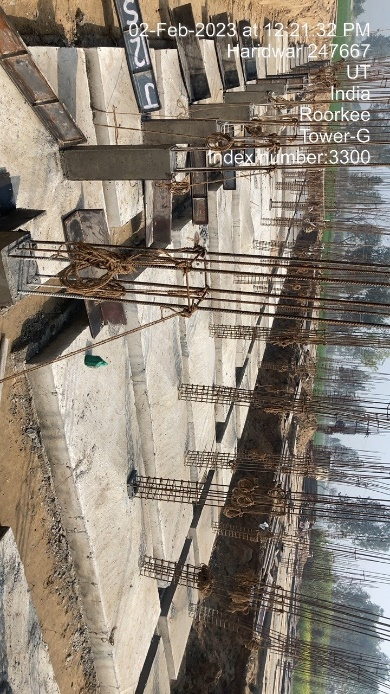 02-Feb-2023 at 12:21:32 PM
Haridwar 247667
UT
India
Roorkee
Tower-G
Index number:3300